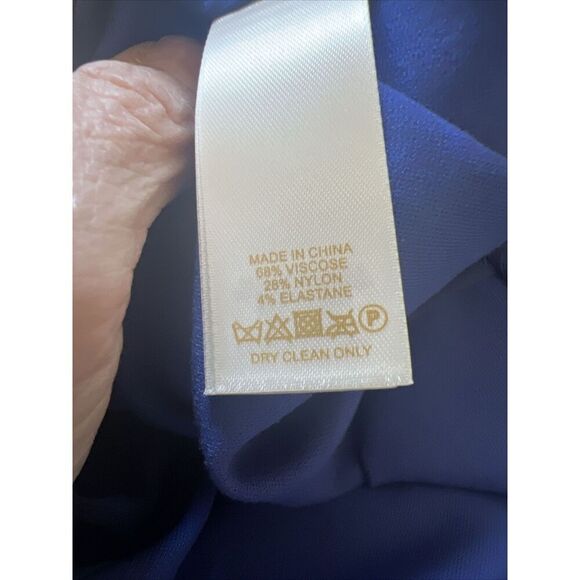 MADE IN CHINA
68% VISCOSE
28% NYLON
4% ELASTANE
P
DRY CLEAN ONLY